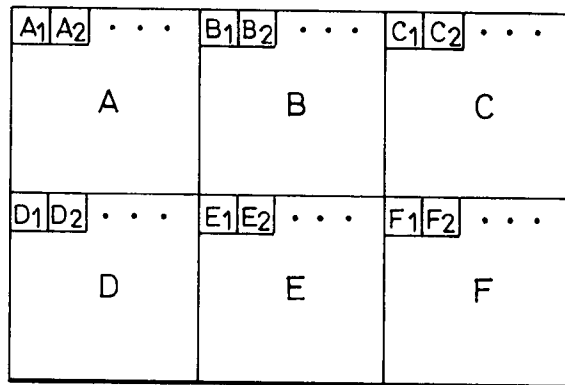 A1 A2 · · · B1 B2 · · · C1 C2 · · ·
A B C
D1 D2 · · · E1 E2 · · · F1 F2 · · ·
D E F